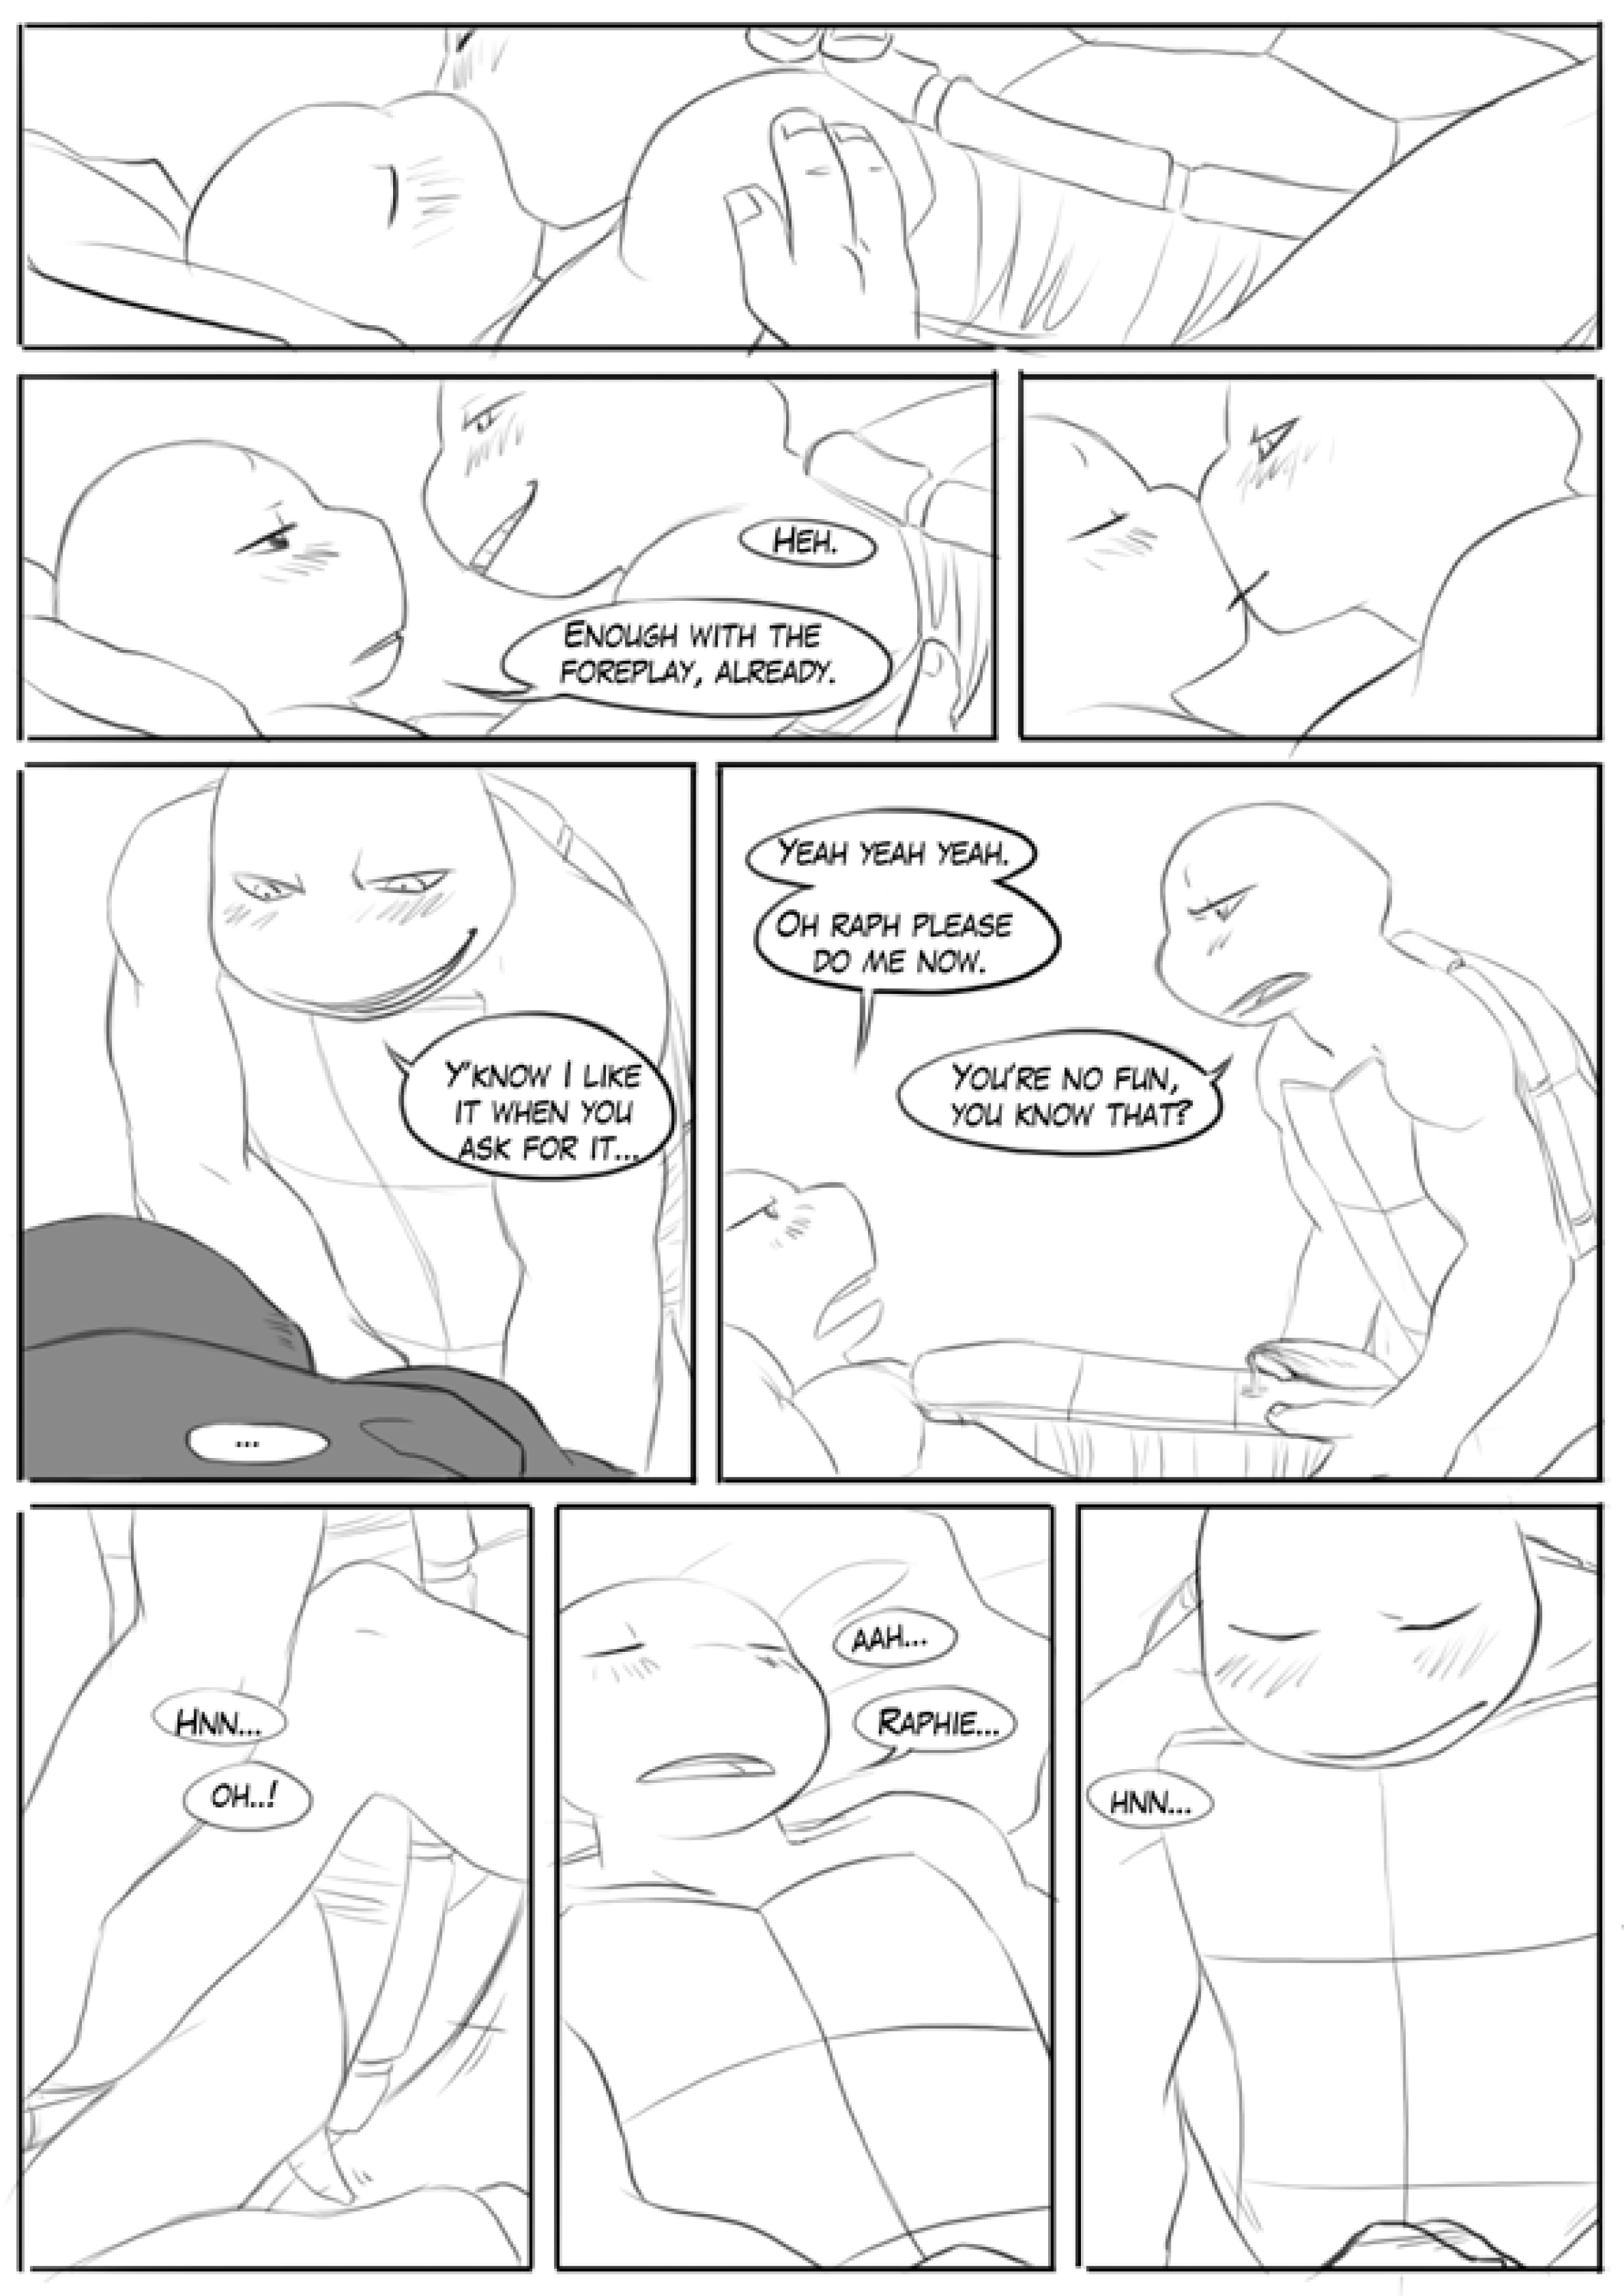 HEH.
ENOUGH WITH THE
FOREPLAY, ALREADY.
Y'KNOW I LIKE
IT WHEN YOU
ASK FOR IT...
...
YEAH YEAH YEAH.
OH RAPH PLEASE
DO ME NOW.
YOU'RE NO FUN,
YOU KNOW THAT?
HNN...
OH..!
AAH...
RAPHIE...
HNN...